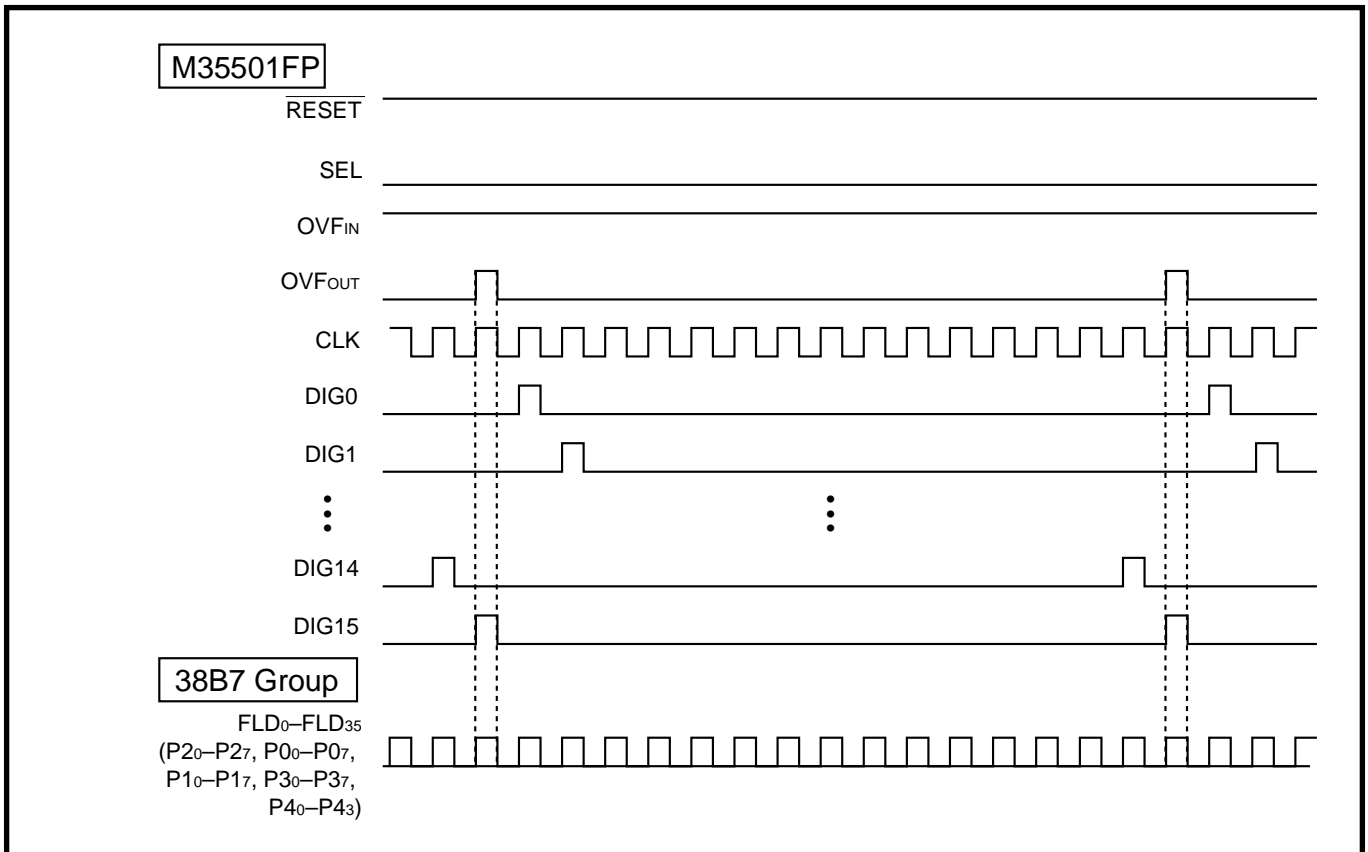 M35501FP
RESET
SEL
OVFIN
OVFOUT
CLK
DIG0
DIG1
DIG14
DIG15
38B7 Group
FLD0–FLD35
(P20–P27, P00–P07,
P10–P17, P30–P37,
P40–P43)